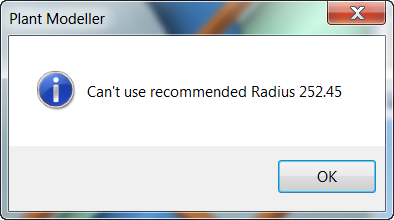 Plant Modeller
Can't use recommended Radius 252.45
OK